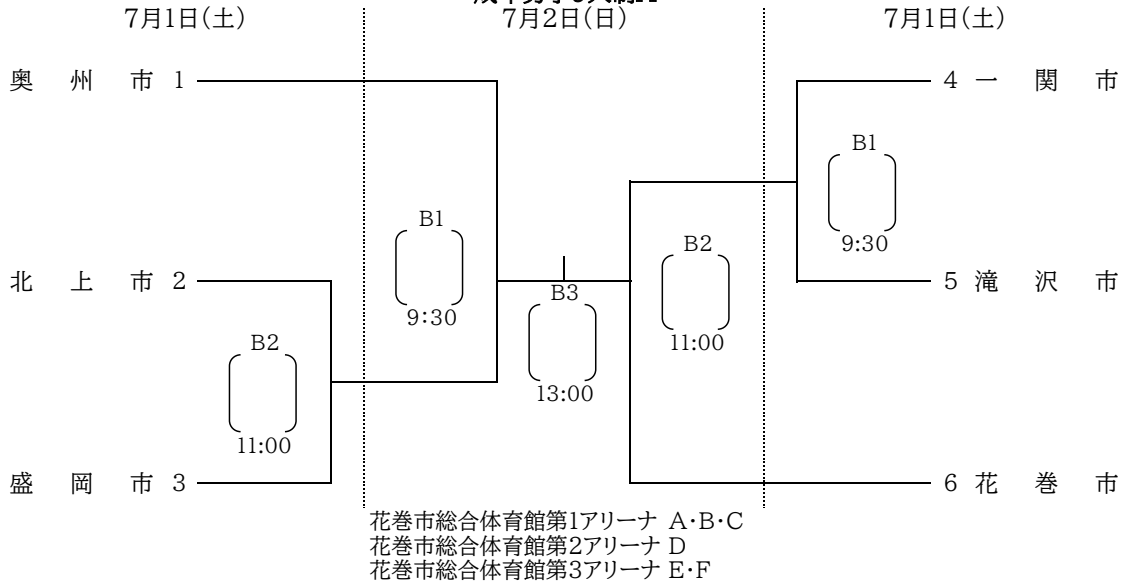 7月1日(土) 7月2日(日) 7月1日(土)
奥州市 1 4 一関市
B1
B1
B2 9:30
北上市 2 5 滝沢市
B3
9:30
B2 11:00
13:00
11:00
盛岡市 3 6 花巻市
花巻市総合体育館第1アリーナ A・B・C
花巻市総合体育館第2アリーナ D
花巻市総合体育館第3アリーナ E・F